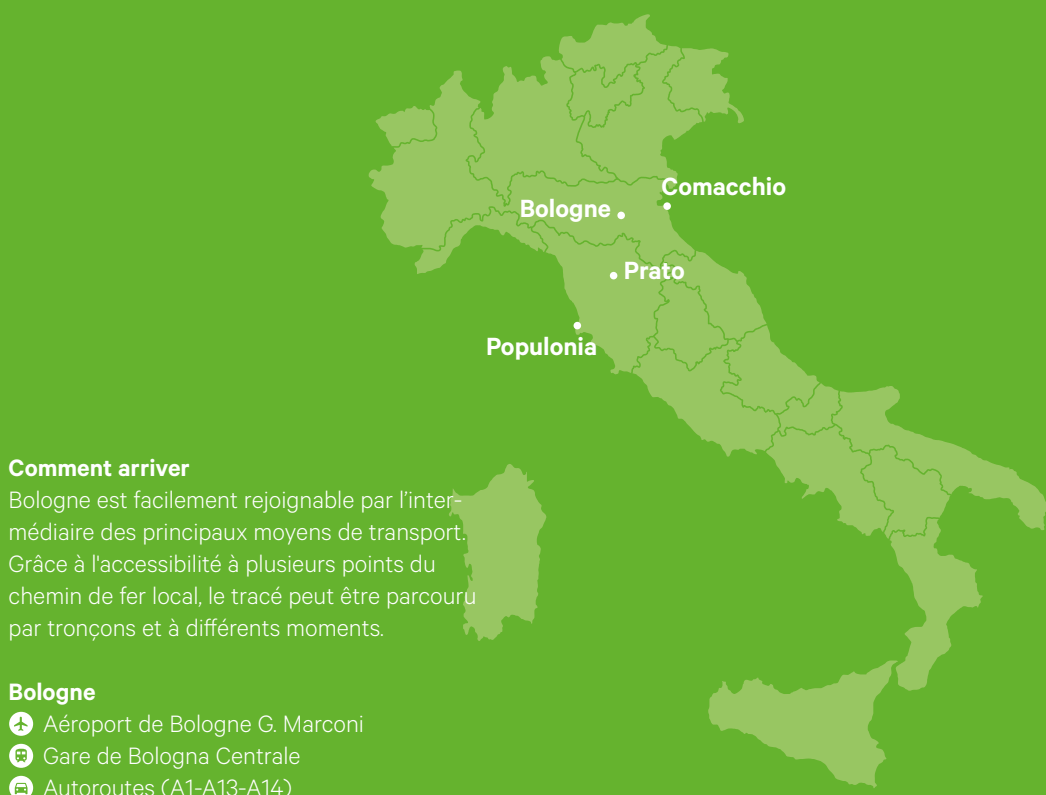 Comacchio
Bologne
Prato
Populonia
Comment arriver
Bologne est facilement rejoignable par l’inter-
médiaire des principaux moyens de transport.
Grâce à l'accessibilité à plusieurs points du
chemin de fer local, le tracé peut être parcouru
par tronçons et à différents moments.
Bologne
Aéroport de Bologne G. Marconi
Gare de Bologna Centrale
Autoroutes (A1-A13-A14)